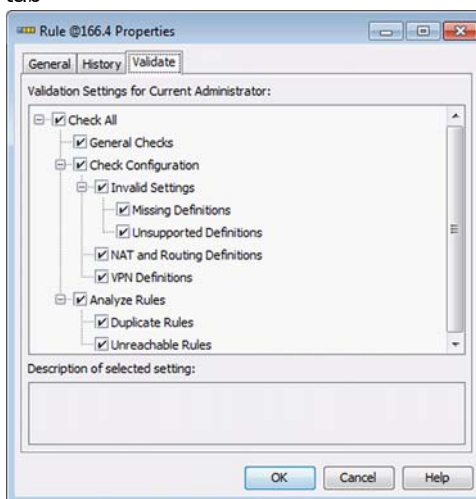 Rule @166.4 Properties
General History Validate
Validation Settings for Current Administrator:
Check All
General Checks
Check Configuration
Invalid Settings
Missing Definitions
Unsupported Definitions
NAT and Routing Definitions
VPN Definitions
Analyze Rules
Duplicate Rules
Unreachable Rules
Description of selected setting:
OK Cancel Help